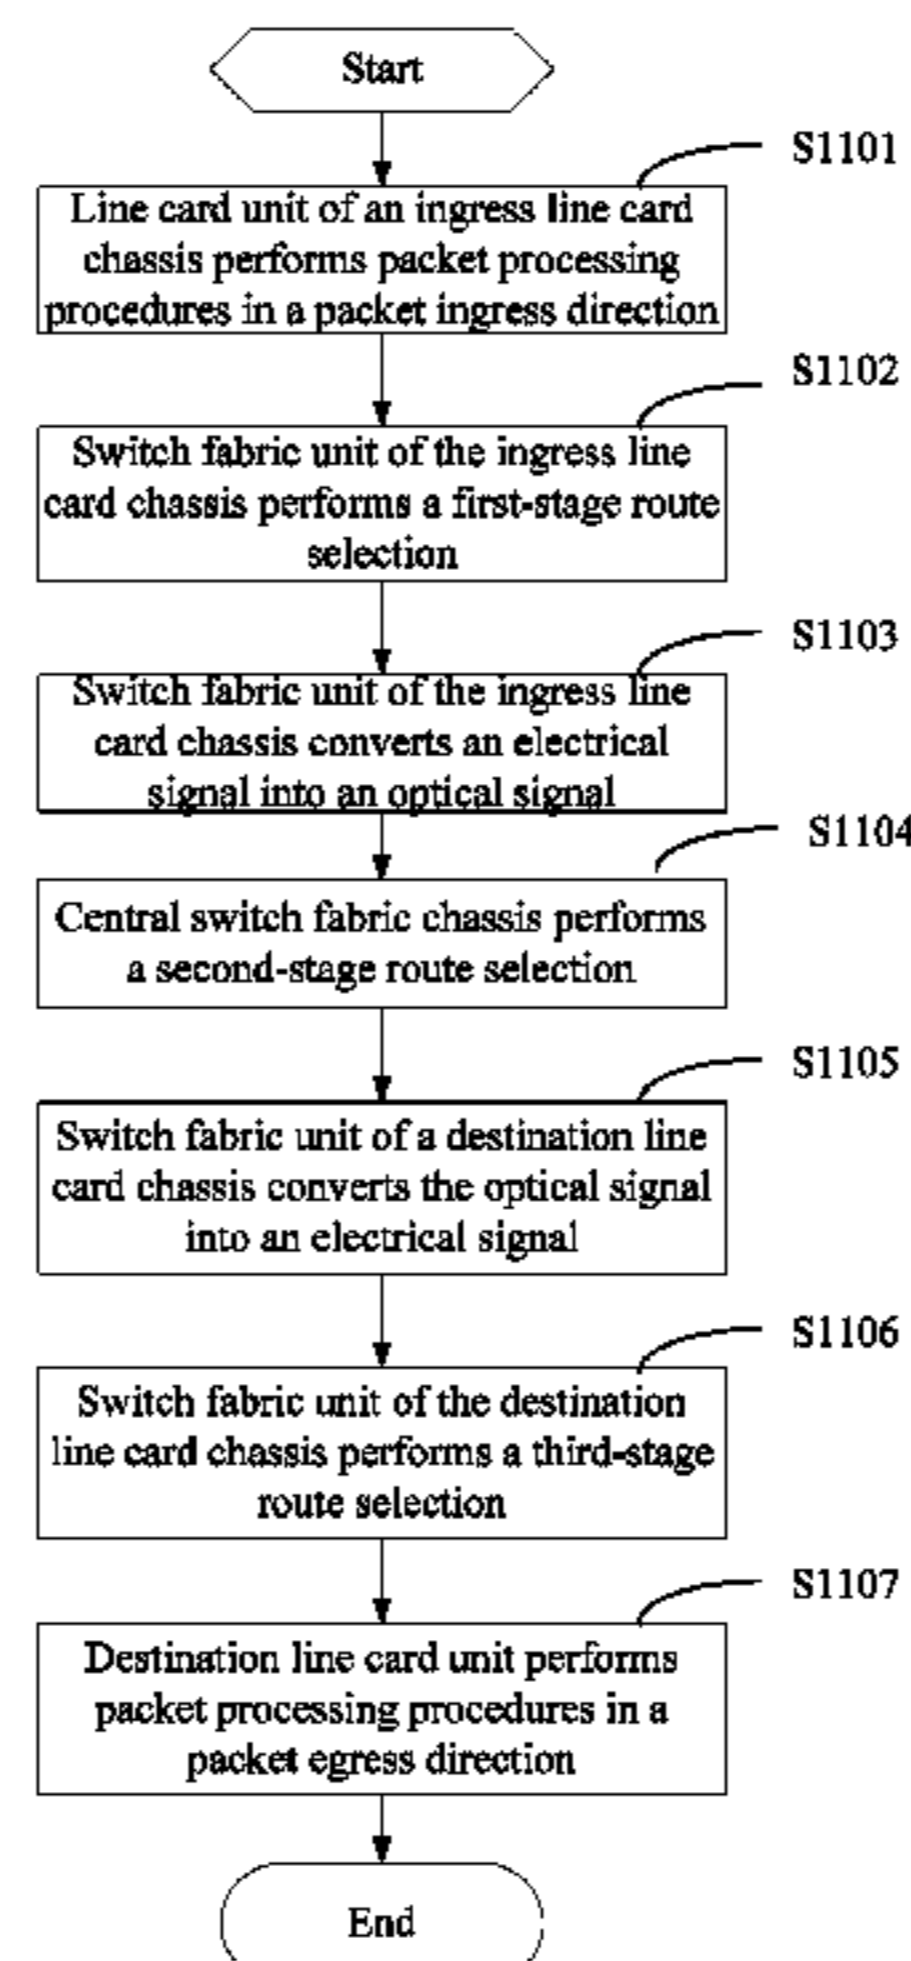 Start
S1101
Line card unit of an ingress line card
chassis performs packet processing
procedures in a packet ingress direction
S1102
Switch fabric unit of the ingress line
card chassis performs a first-stage route
selection
S1103
Switch fabric unit of the ingress line
card chassis converts an electrical
signal into an optical signal
S1104
Central switch fabric chassis performs
a second-stage route selection
S1105
Switch fabric unit of a destination line
card chassis converts the optical signal
into an electrical signal
S1106
Switch fabric unit of the destination
line card chassis performs a third-stage
route selection
S1107
Destination line card unit performs
packet processing procedures in a
packet egress direction
End